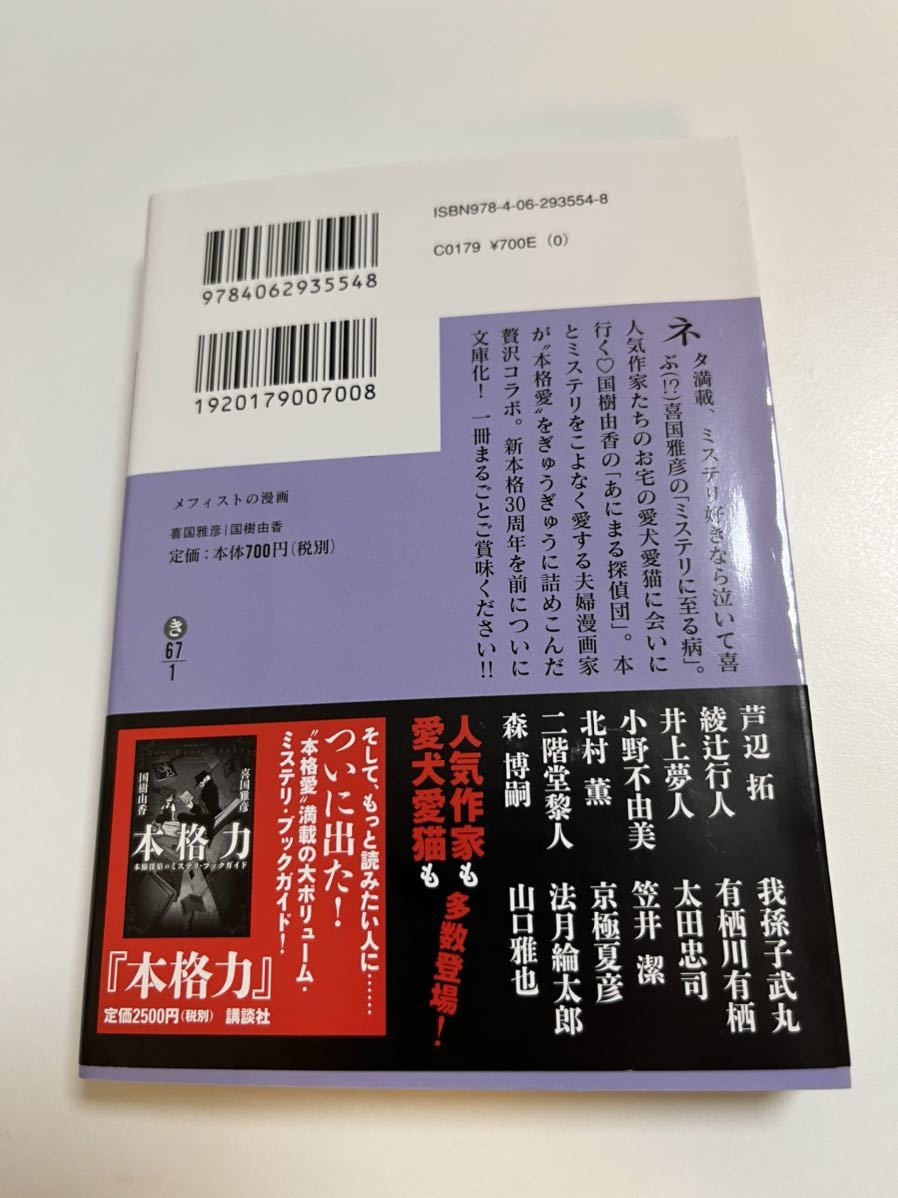 ISBN978-4-06-293554-8
C0179 ¥700E (0)
9784062935548
1920179007008
ネタ満載、ミステリ好きなら泣いて喜
ぶ(!?)喜国雅彦の「ミステリに至る病」。
人気作家たちのお宅の愛犬愛猫に会いに
行く♡国樹由香の「あにまる探偵団」。本
とミステリをこよなく愛する夫婦漫画家
が〝本格愛〟をぎゅうぎゅうに詰めこんだ
贅沢コラボ。新本格30周年を前についに
文庫化! 一冊まるごとご賞味ください!!
メフィストの漫画
喜国雅彦|国樹由香
定価:本体700円(税別)
き
67
1
芦辺 拓
我孫子武丸
綾辻行人
有栖川有栖
井上夢人
太田忠司
小野不由美
笠井 潔
北村 薫
京極夏彦
二階堂黎人
法月綸太郎
森 博嗣
山口雅也
人気作家も
愛犬愛猫も
多数登場!
そして、もっと読みたい人に……
ついに出た!
〝本格愛〟満載の大ボリューム・
ミステリ・ブックガイド!
喜国雅彦
国樹由香
本格力
本棚探偵のミステリ・ブックガイド
『本格力』
定価2500円(税別) 講談社